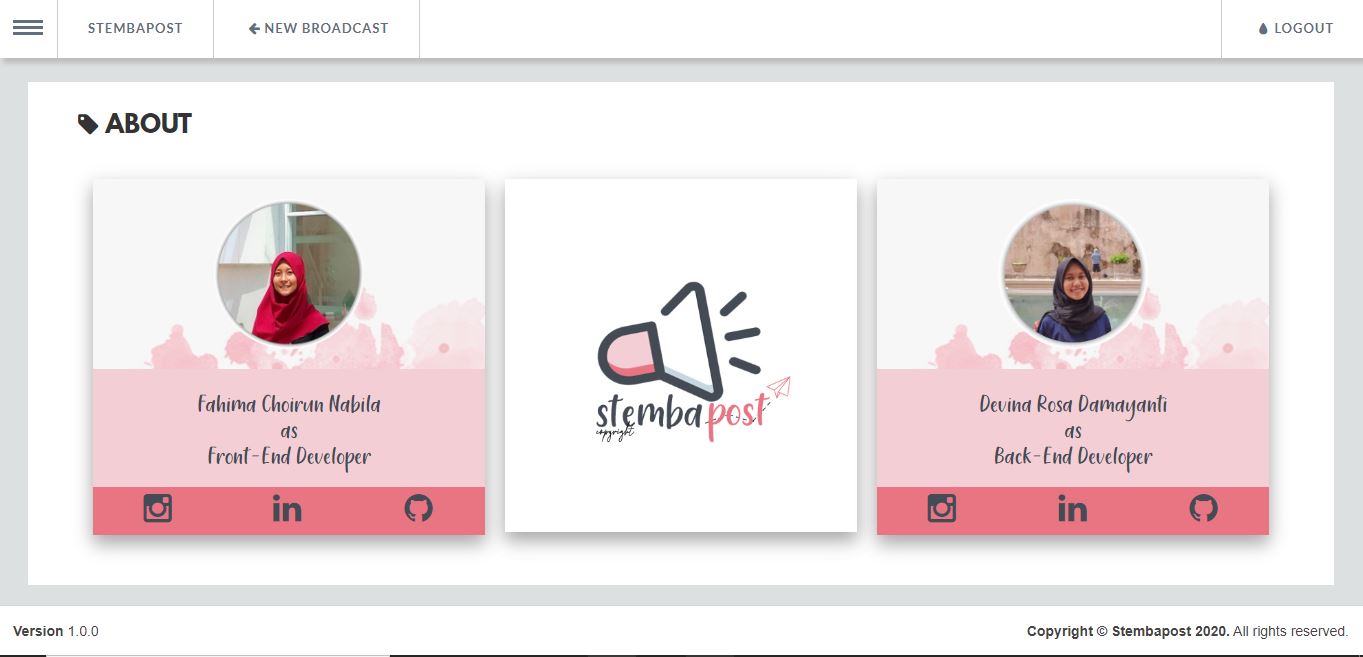 STEMBAPOST
NEW BROADCAST
LOGOUT
ABOUT
Fahima Choirun Nabila
as
Front-End Developer
stembapost
copyright
Devina Rosa Damayanti
as
Back-End Developer
Version 1.0.0
Copyright © Stembapost 2020. All rights reserved.